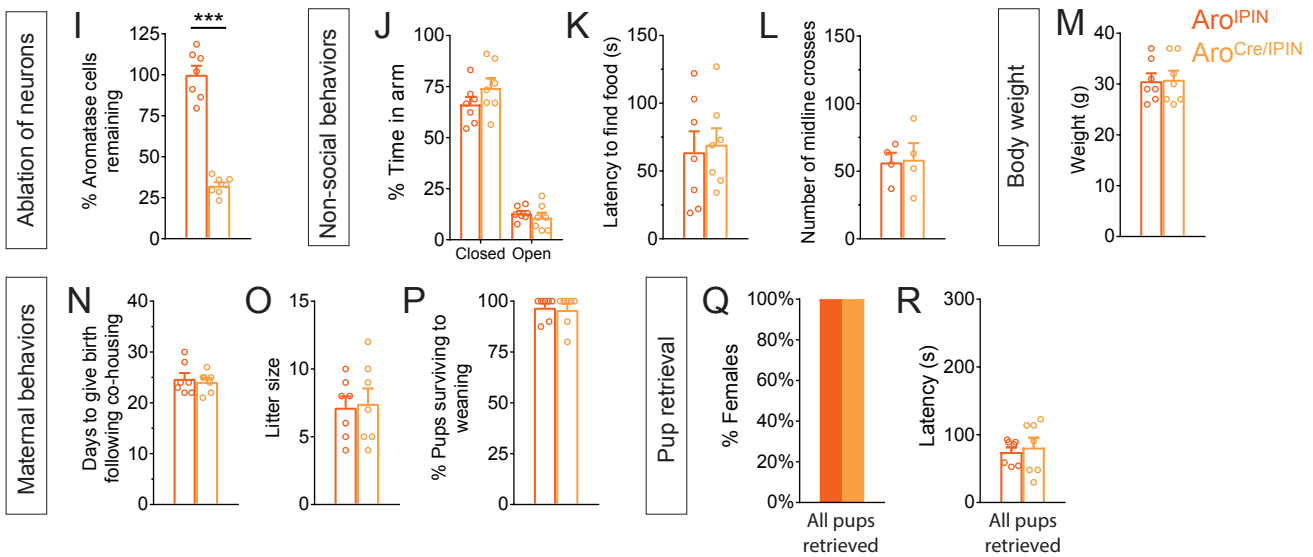 Ablation of neurons
I
***
% Aromatase cells
remaining
125
100
75
50
25
0
Non-social behaviors
J
% Time in arm
100
75
50
25
0
Closed Open
K
Latency to find food (s)
150
100
50
0
L
Number of midline crosses
150
100
50
0
Body weight
M
Weight (g)
40
30
20
10
0
Aro^IPIN
Aro^Cre/IPIN
Maternal behaviors
N
Days to give birth
following co-housing
40
30
20
10
0
O
Litter size
15
10
5
0
P
% Pups surviving to
weaning
100
75
50
25
0
Pup retrieval
Q
% Females
100%
80%
60%
40%
20%
0%
All pups
retrieved
R
Latency (s)
300
200
100
0
All pups
retrieved